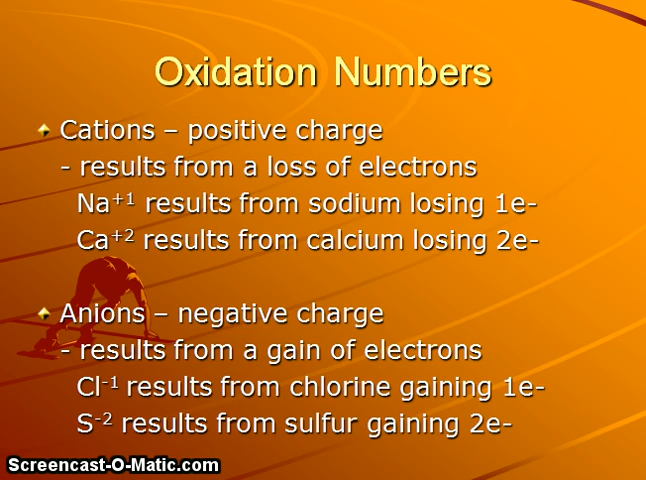 Oxidation Numbers
Cations – positive charge
- results from a loss of electrons
Na⁺¹ results from sodium losing 1e-
Ca⁺² results from calcium losing 2e-
Anions – negative charge
- results from a gain of electrons
Cl⁻¹ results from chlorine gaining 1e-
S⁻² results from sulfur gaining 2e-
Screencast-O-Matic.com